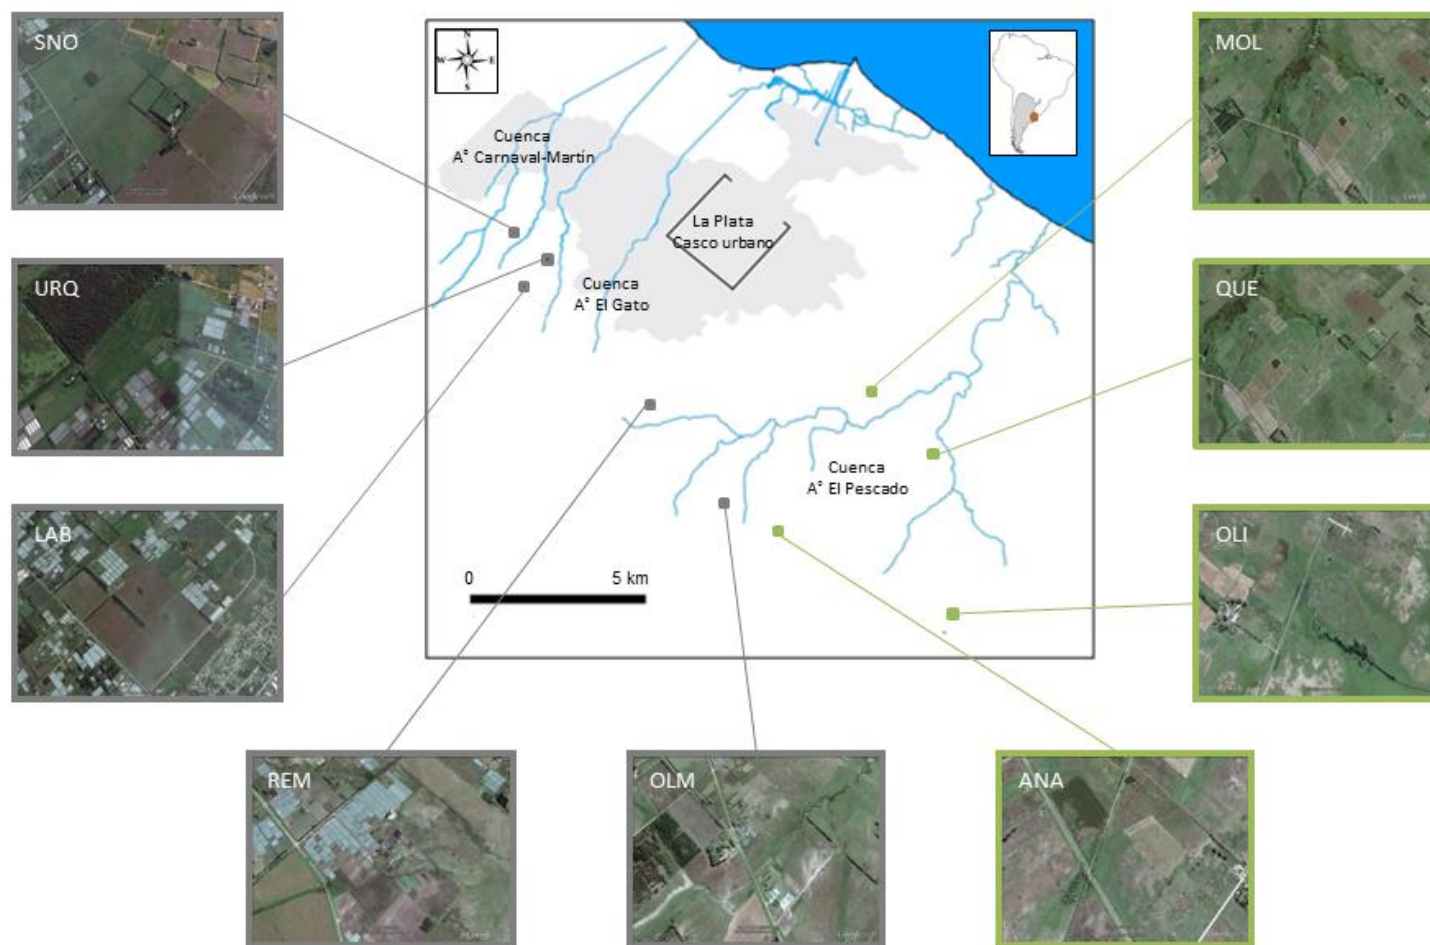 SNO
MOL
N
W E
S
Cuenca
A° Carnaval-Martín
La Plata
Casco urbano
URQ
QUE
Cuenca
A° El Gato
LAB
OLI
Cuenca
A° El Pescado
0 5 km
REM
OLM
ANA